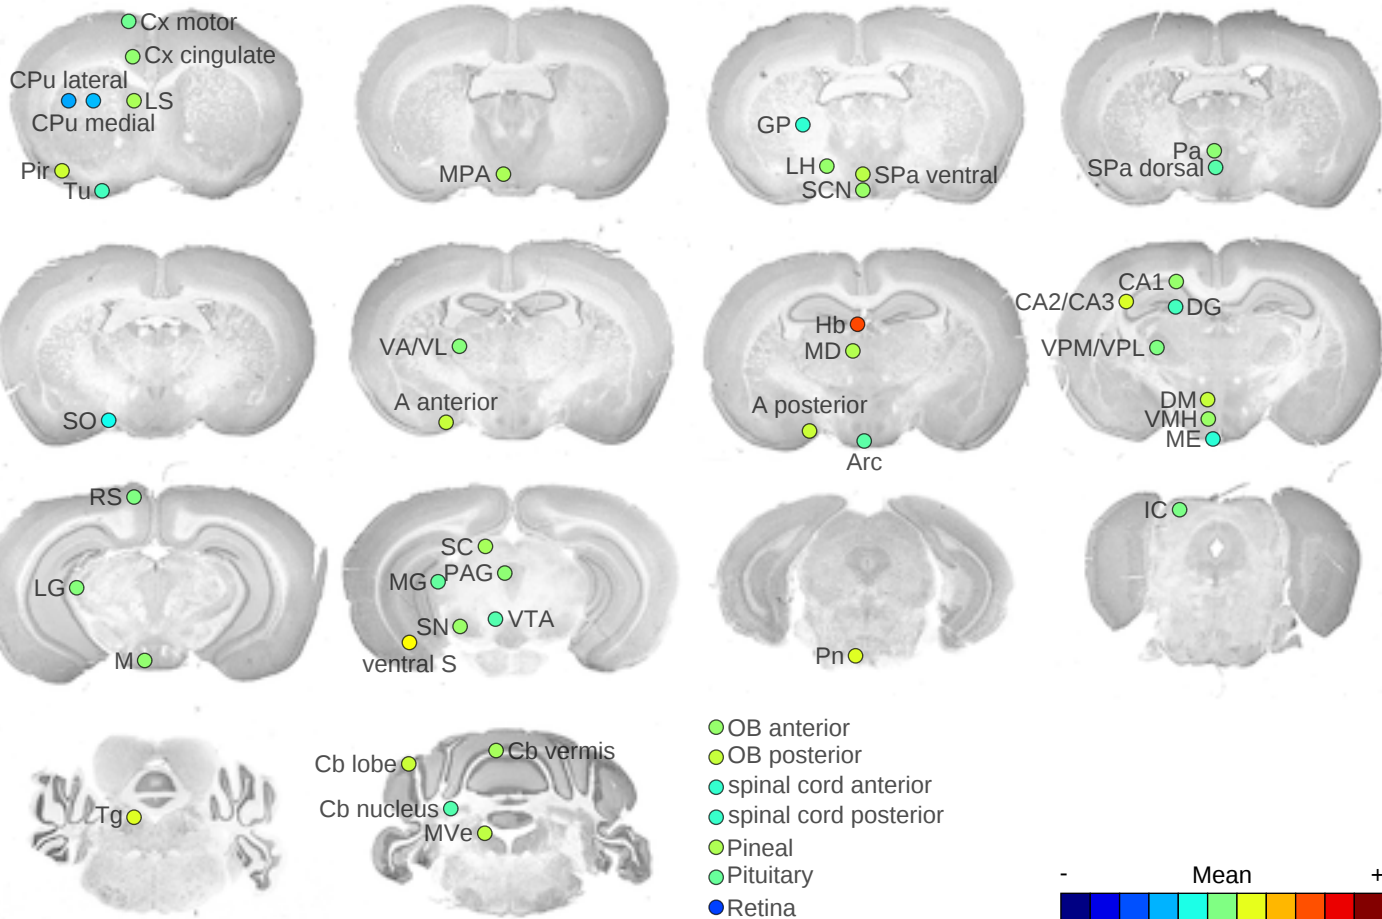 Cx motor
Cx cingulate
CPu lateral
LS
CPu medial
Pir
Tu
MPA
GP
LH
SPa ventral
SCN
Pa
SPa dorsal
SO
VA/VL
A anterior
Hb
MD
A posterior
Arc
CA1
CA2/CA3
DG
VPM/VPL
DM
VMH
ME
RS
LG
M
SC
MG
PAG
SN
VTA
ventral S
Pn
IC
Tg
Cb lobe
Cb vermis
Cb nucleus
MVe
OB anterior
OB posterior
spinal cord anterior
spinal cord posterior
Pineal
Pituitary
Retina
- Mean +